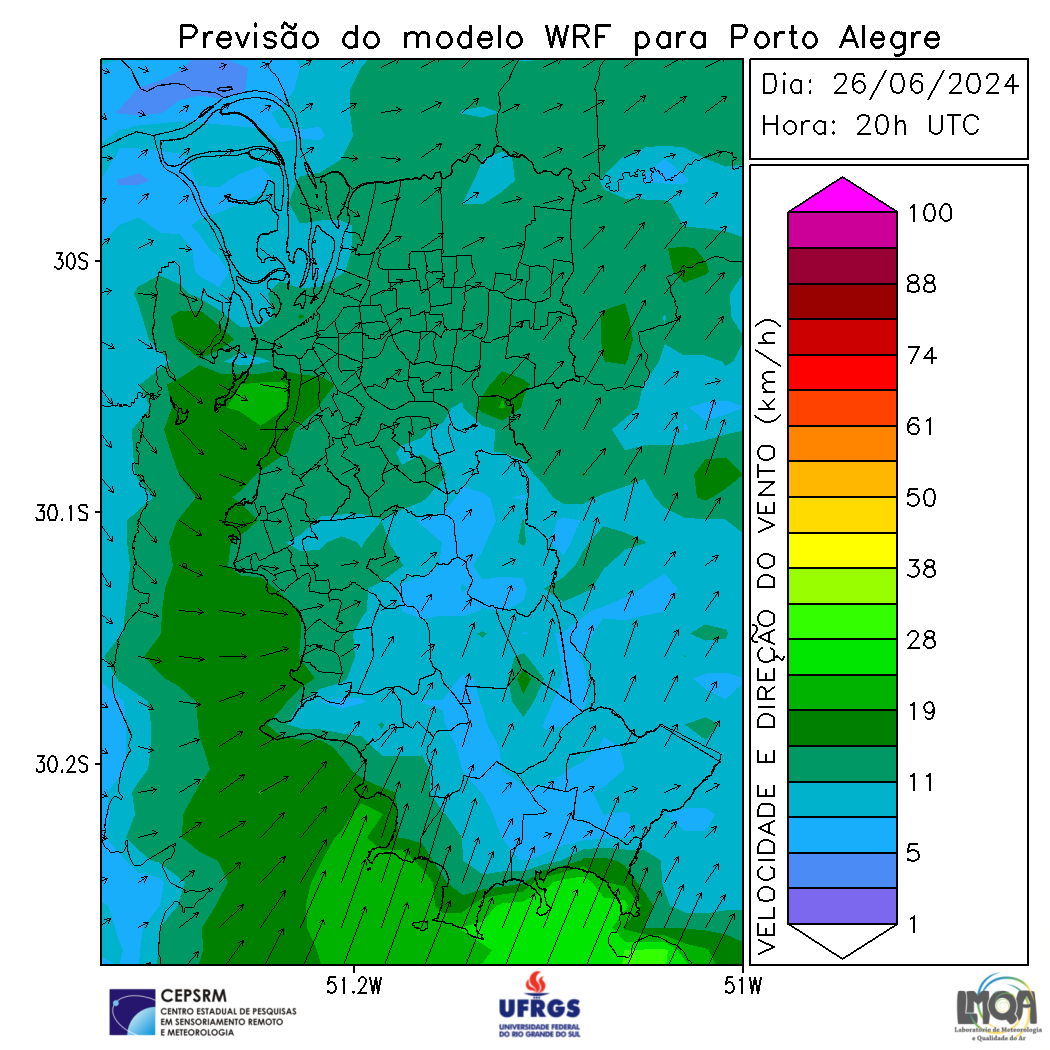 Previsão do modelo WRF para Porto Alegre
Dia: 26/06/2024
Hora: 20h UTC
30S
30.1S
30.2S
51.2W
51W
VELOCIDADE E DIREÇÃO DO VENTO (km/h)
100
88
74
61
50
38
28
19
11
5
1
CEPSRM
CENTRO ESTADUAL DE PESQUISAS
EM SENSORIAMENTO REMOTO
E METEOROLOGIA
UFRGS
UNIVERSIDADE FEDERAL
DO RIO GRANDE DO SUL
LMQA
Laboratório de Meteorologia
e Qualidade do Ar